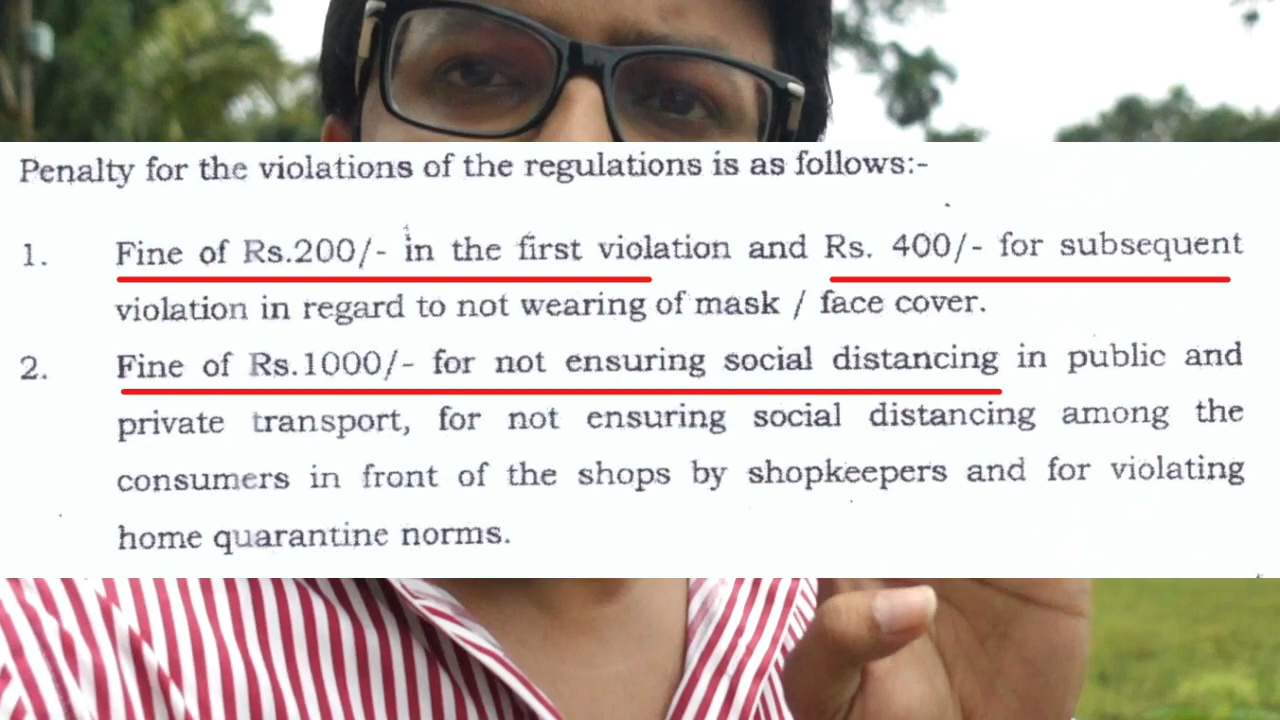 Penalty for the violations of the regulations is as follows:-
1. Fine of Rs.200/- in the first violation and Rs. 400/- for subsequent
violation in regard to not wearing of mask / face cover.
2. Fine of Rs.1000/- for not ensuring social distancing in public and
private transport, for not ensuring social distancing among the
consumers in front of the shops by shopkeepers and for violating
home quarantine norms.